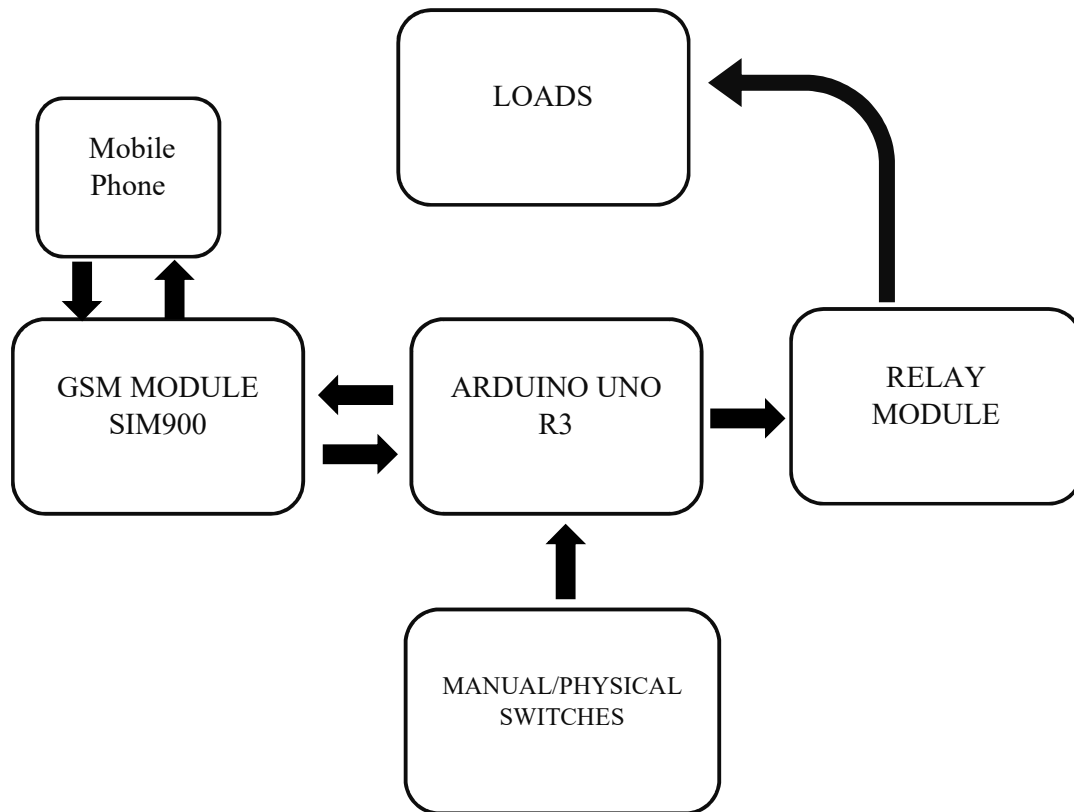 LOADS
Mobile
Phone
GSM MODULE
SIM900
ARDUINO UNO
R3
RELAY
MODULE
MANUAL/PHYSICAL
SWITCHES